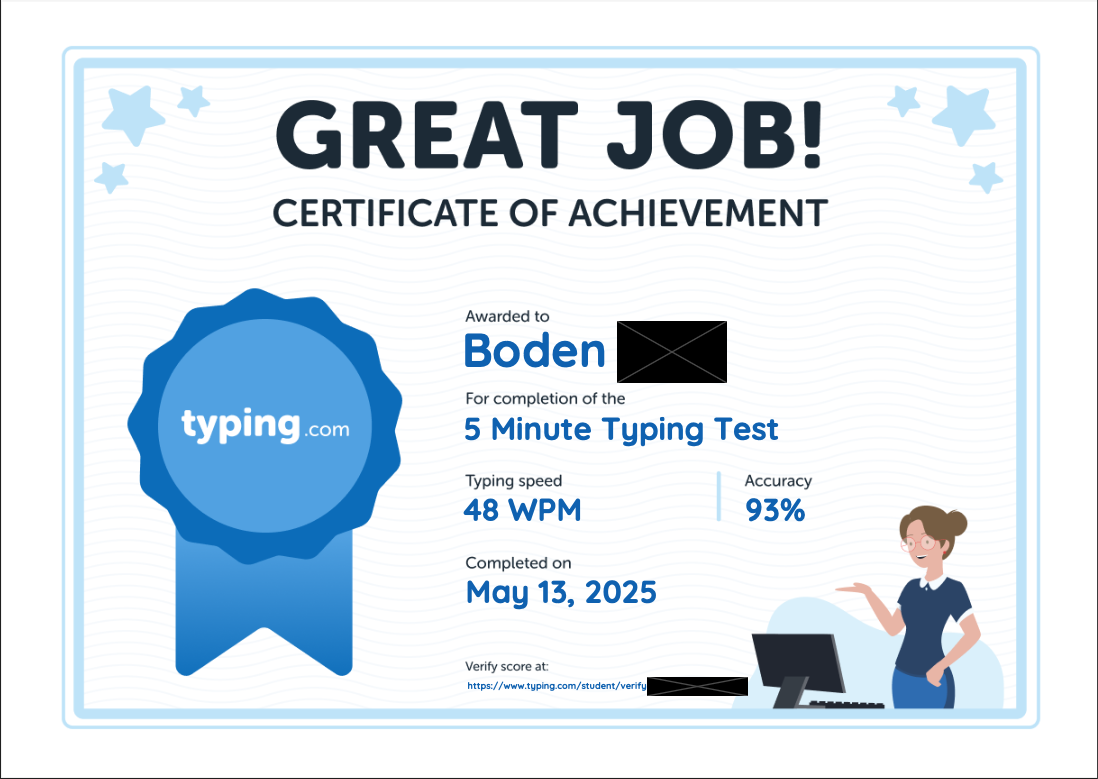 GREAT JOB!
CERTIFICATE OF ACHIEVEMENT
typing.com
Awarded to
Boden
For completion of the
5 Minute Typing Test
Typing speed
Accuracy
48 WPM
93%
Completed on
May 13, 2025
Verify score at:
https://www.typing.com/student/verify